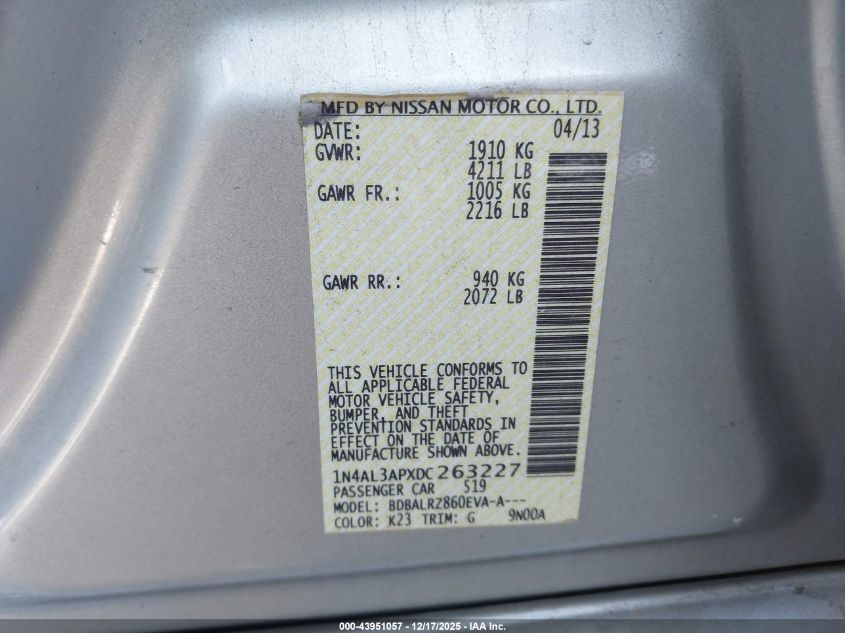 MFD BY NISSAN MOTOR CO., LTD.
DATE: 04/13
GVWR: 1910 KG
4211 LB
GAWR FR.: 1005 KG
2216 LB
GAWR RR.: 940 KG
2072 LB
THIS VEHICLE CONFORMS TO
ALL APPLICABLE FEDERAL
MOTOR VEHICLE SAFETY,
BUMPER, AND THEFT
PREVENTION STANDARDS IN
EFFECT ON THE DATE OF
MANUFACTURE SHOWN ABOVE.
1N4AL3APXDC263227
PASSENGER CAR 519
MODEL: BDBALRZ860EVA-A---
COLOR: K23 TRIM: G 9N00A
000-43951057 - 12/17/2025 - IAA Inc.